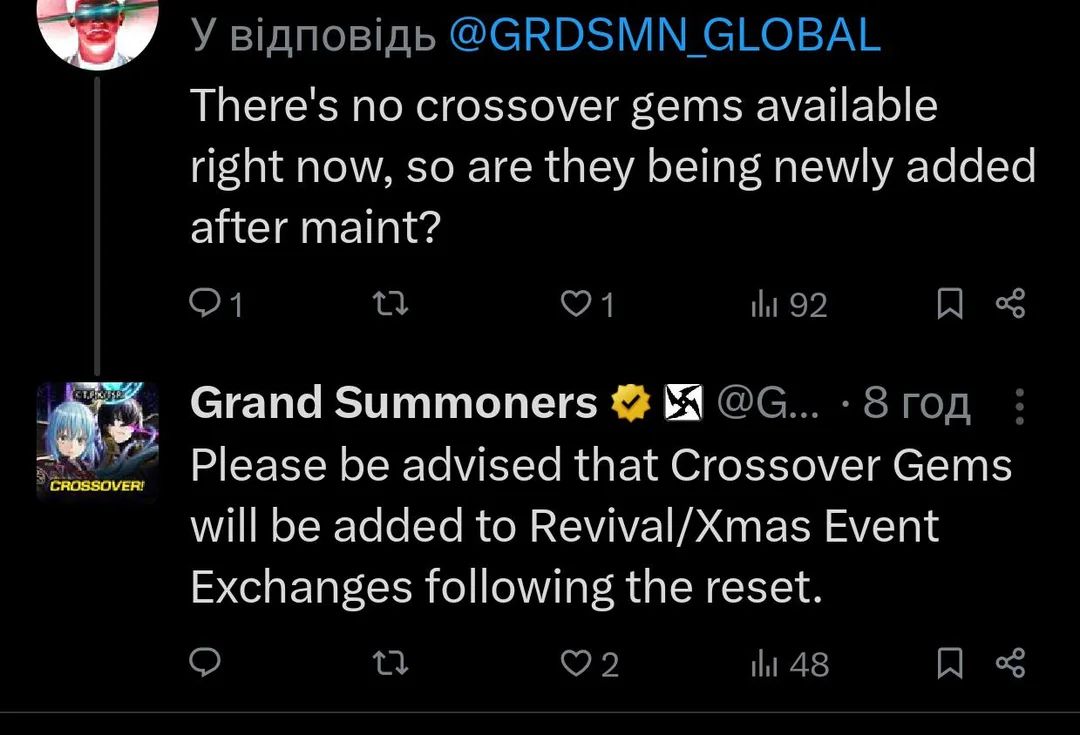 У відповідь @GRDSMN_GLOBAL
There's no crossover gems available
right now, so are they being newly added
after maint?
1 1 92
Grand Summoners @G... · 8 год
Please be advised that Crossover Gems
will be added to Revival/Xmas Event
Exchanges following the reset.
CROSSOVER!
2 48